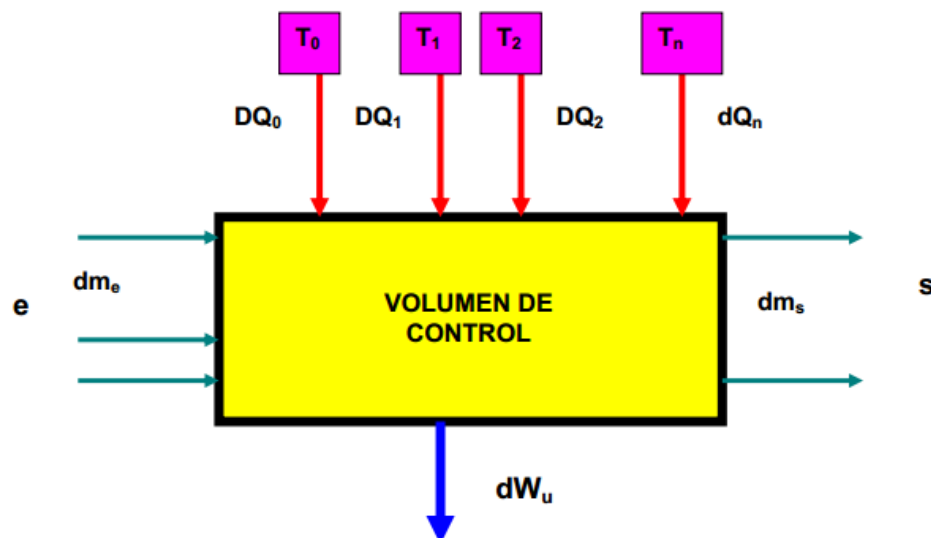 T₀ T₁ T₂ Tₙ
DQ₀ DQ₁ DQ₂ dQₙ
e dmₑ VOLUMEN DE dmₛ s
CONTROL
dWᵤ